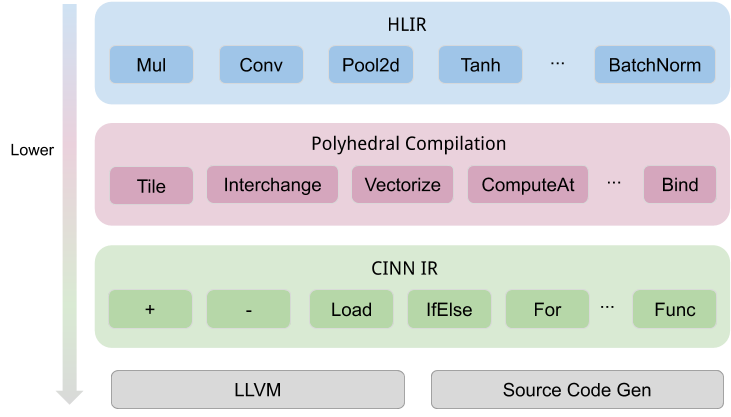 HLIR
Mul Conv Pool2d Tanh ... BatchNorm
Polyhedral Compilation
Lower
Tile Interchange Vectorize ComputeAt ... Bind
CINN IR
+ - Load IfElse For ... Func
LLVM Source Code Gen